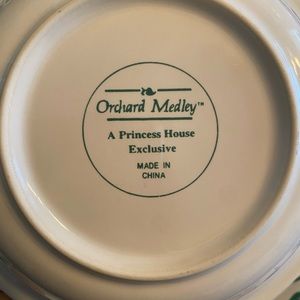 Orchard Medley™
A Princess House
Exclusive
MADE IN
CHINA